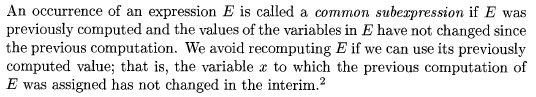 An occurrence of an expression E is called a common subexpression if E was
previously computed and the values of the variables in E have not changed since
the previous computation. We avoid recomputing E if we can use its previously
computed value; that is, the variable x to which the previous computation of
E was assigned has not changed in the interim.²